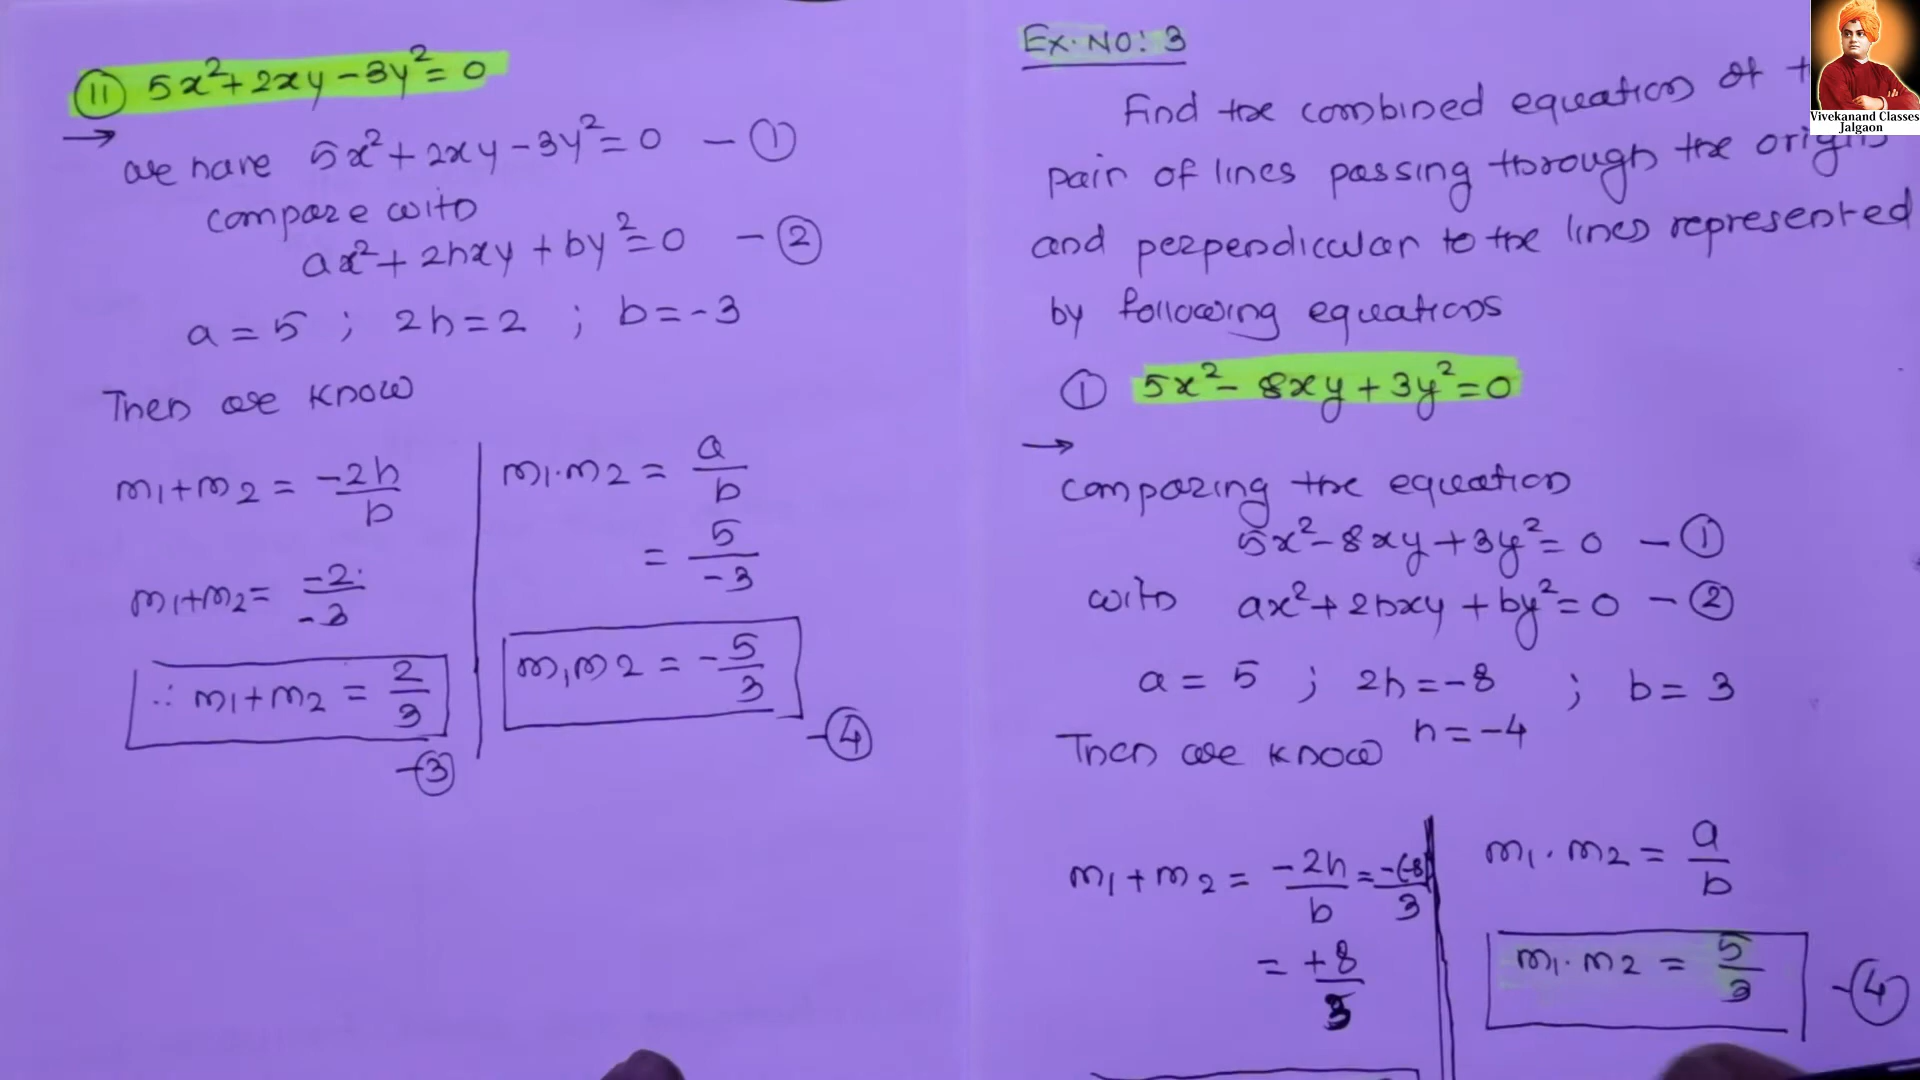 (11) 5x²+2xy-3y²=0
→ we have 5x²+2xy-3y²=0 -①
compare with
ax²+2hxy+by²=0 -②
a=5 ; 2h=2 ; b=-3
Then we know
m1+m2 = -2h/b
m1+m2= -2/-3
∴ m1+m2 = 2/3 -③
m1.m2 = a/b
= 5/-3
m1m2 = -5/3 -④
Ex.No: 3
Find the combined equation of
pair of lines passing through the origin
and perpendicular to the lines represented
by following equations
① 5x²-8xy+3y²=0
→
comparing the equation
5x²-8xy+3y²=0 -①
with ax²+2hxy+by²=0 -②
a=5 ; 2h=-8 ; b=3
h=-4
Then we know
m1+m2 = -2h/b = -(-8)/3
= +8/3
m1.m2 = a/b
m1.m2 = 5/3 -④
Vivekanand Classes
Jalgaon